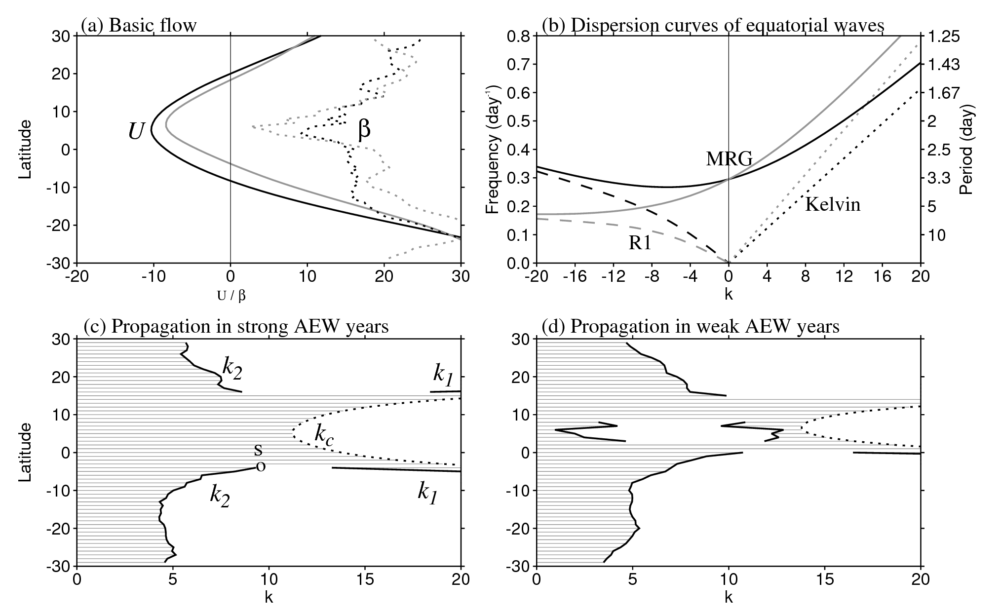 (a) Basic flow
30
20
10
0
-10
-20
-30
Latitude
U
β
-20 -10 0 10 20 30
U / β
(b) Dispersion curves of equatorial waves
0.8
0.7
0.6
0.5
0.4
0.3
0.2
0.1
0.0
Frequency (day-1)
1.25
1.43
1.67
2
2.5
3.3
5
10
Period (day)
MRG
Kelvin
R1
-20 -16 -12 -8 -4 0 4 8 12 16 20
k
(c) Propagation in strong AEW years
30
20
10
0
-10
-20
-30
Latitude
k2
k1
kc
s
o
k2
k1
0 5 10 15 20
k
(d) Propagation in weak AEW years
30
20
10
0
-10
-20
-30
0 5 10 15 20
k